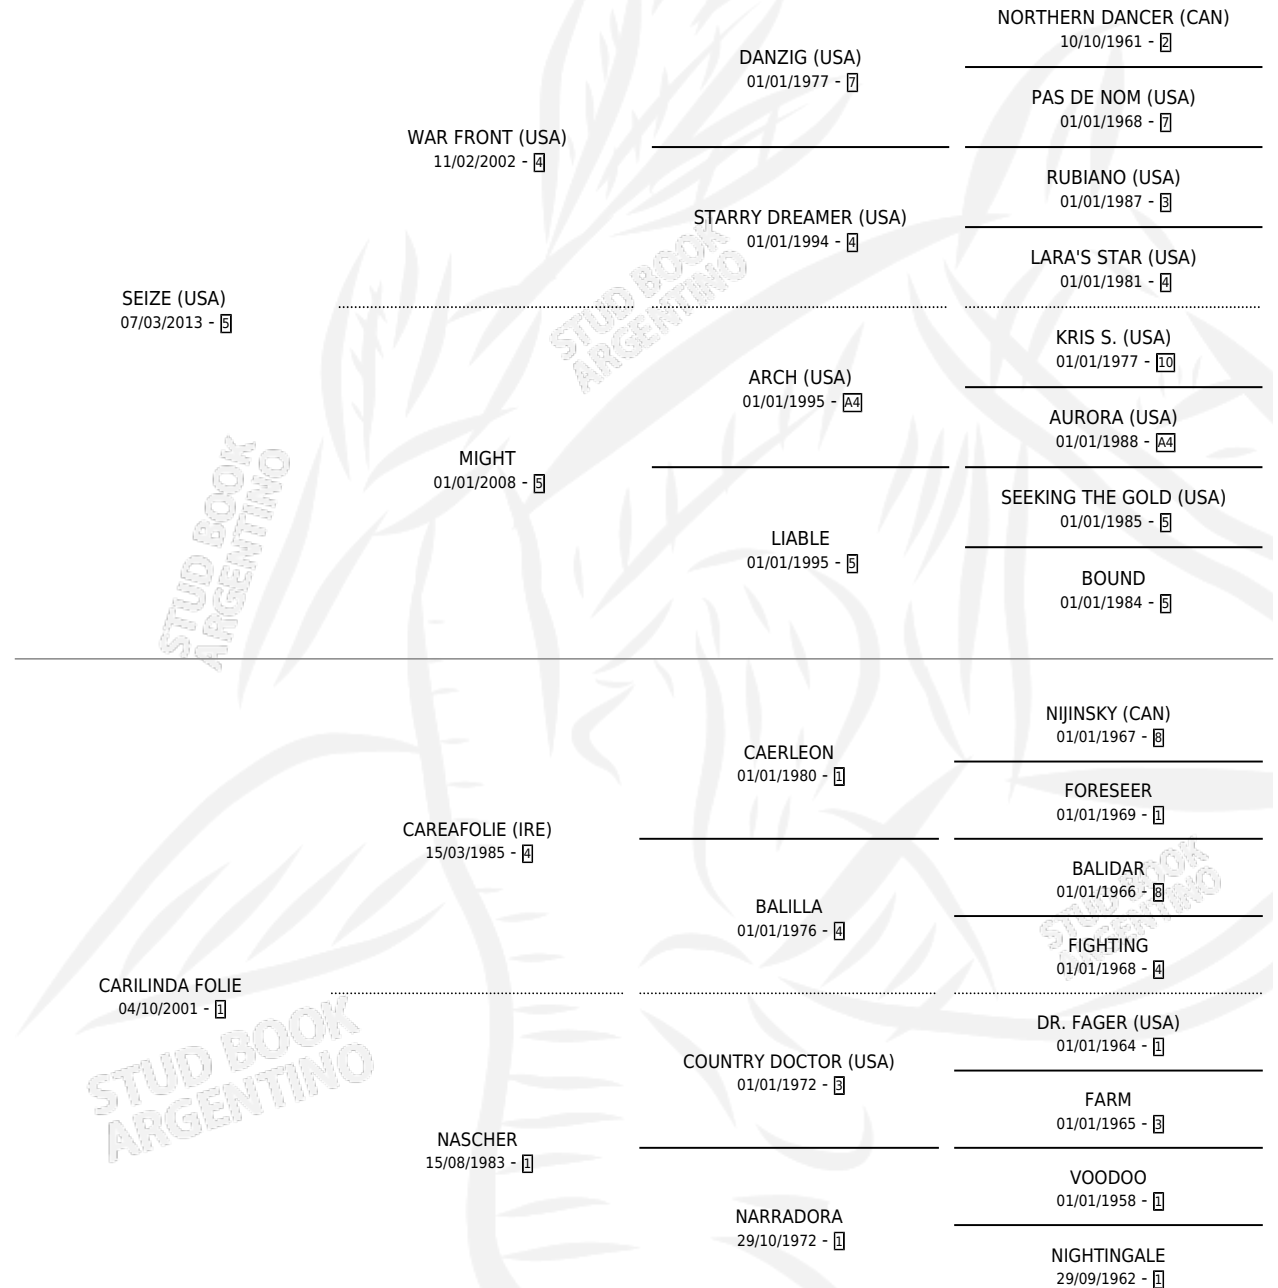 NORTHERN DANCER (CAN)
10/10/1961 - 2
DANZIG (USA)
01/01/1977 - 7
PAS DE NOM (USA)
01/01/1968 - 7
WAR FRONT (USA)
11/02/2002 - 4
RUBIANO (USA)
01/01/1987 - 3
STARRY DREAMER (USA)
01/01/1994 - 4
LARA'S STAR (USA)
01/01/1981 - 4
SEIZE (USA)
07/03/2013 - 5
KRIS S. (USA)
01/01/1977 - 10
ARCH (USA)
01/01/1995 - A4
AURORA (USA)
01/01/1988 - A4
MIGHT
01/01/2008 - 5
SEEKING THE GOLD (USA)
01/01/1985 - 5
LIABLE
01/01/1995 - 5
BOUND
01/01/1984 - 5
NIJINSKY (CAN)
01/01/1967 - 8
CAERLEON
01/01/1980 - 1
FORESEER
01/01/1969 - 1
CAREAFOLIE (IRE)
15/03/1985 - 4
BALIDAR
01/01/1966 - 8
BALILLA
01/01/1976 - 4
FIGHTING
01/01/1968 - 4
CARILINDA FOLIE
04/10/2001 - 1
DR. FAGER (USA)
01/01/1964 - 1
COUNTRY DOCTOR (USA)
01/01/1972 - 3
FARM
01/01/1965 - 3
NASCHER
15/08/1983 - 1
VOODOO
01/01/1958 - 1
NARRADORA
29/10/1972 - 1
NIGHTINGALE
29/09/1962 - 1
STUD BOOK
ARGENTINO
STUD BOOK
ARGENTINO
STUD BOOK
ARGENTINO
STUD BOOK
ARGENTINO